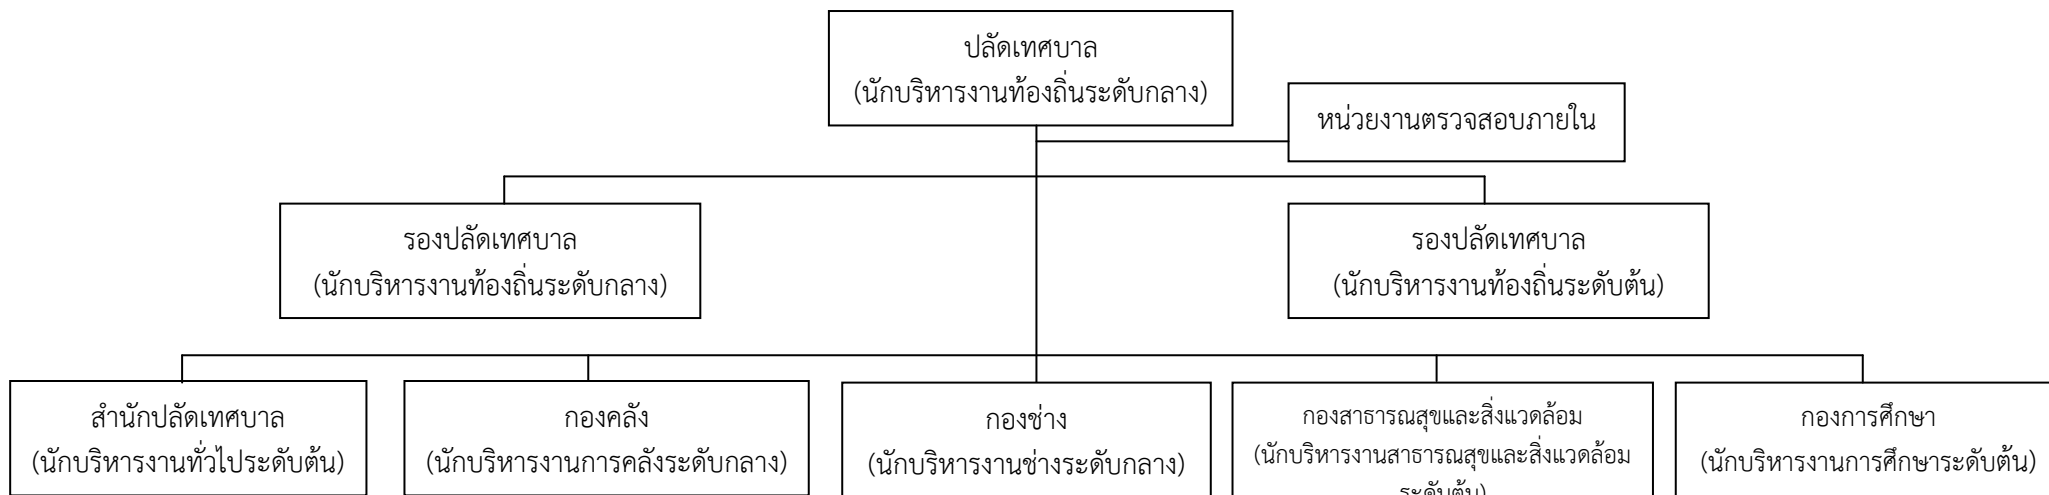 ปลัดเทศบาล
(นักบริหารงานท้องถิ่นระดับกลาง)
หน่วยงานตรวจสอบภายใน
รองปลัดเทศบาล
(นักบริหารงานท้องถิ่นระดับกลาง)
รองปลัดเทศบาล
(นักบริหารงานท้องถิ่นระดับต้น)
สำนักปลัดเทศบาล
(นักบริหารงานทั่วไประดับต้น)
กองคลัง
(นักบริหารงานการคลังระดับกลาง)
กองช่าง
(นักบริหารงานช่างระดับกลาง)
กองสาธารณสุขและสิ่งแวดล้อม
(นักบริหารงานสาธารณสุขและสิ่งแวดล้อม
ระดับต้น)
กองการศึกษา
(นักบริหารงานการศึกษาระดับต้น)